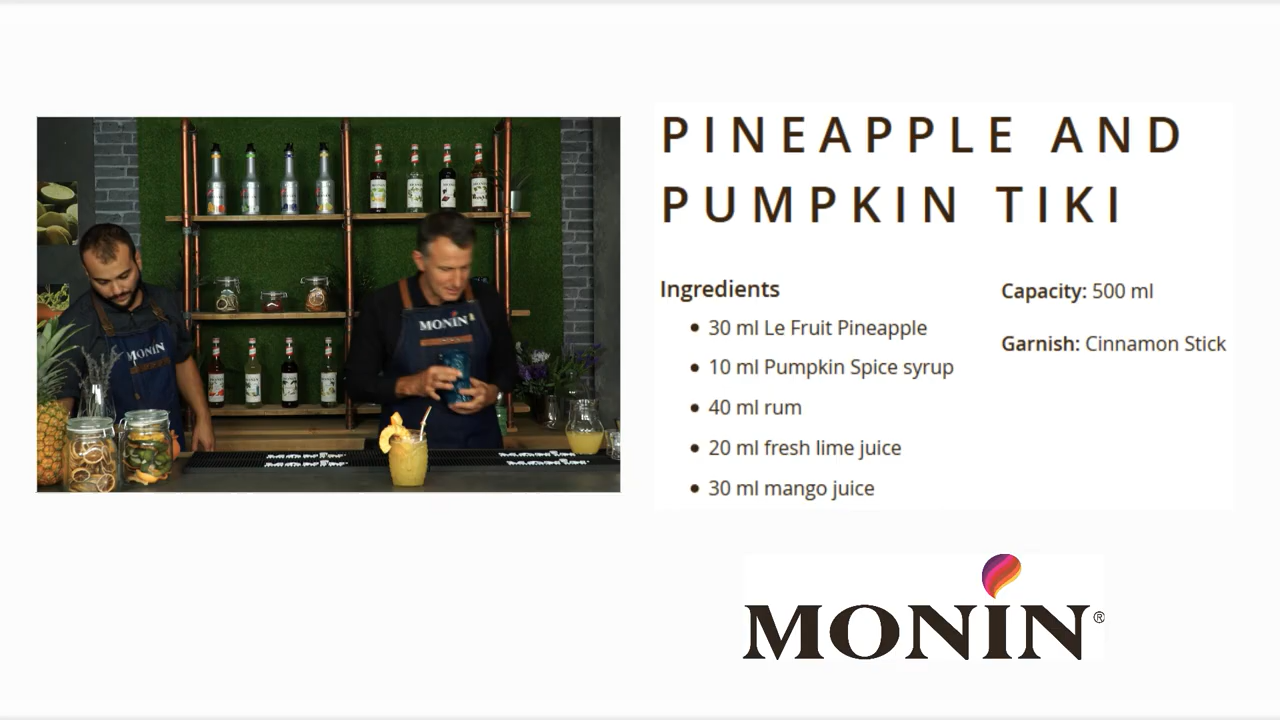 PINEAPPLE AND
PUMPKIN TIKI
Ingredients
30 ml Le Fruit Pineapple
10 ml Pumpkin Spice syrup
40 ml rum
20 ml fresh lime juice
30 ml mango juice
Capacity: 500 ml
Garnish: Cinnamon Stick
MONIN
MONIN
MONIN®